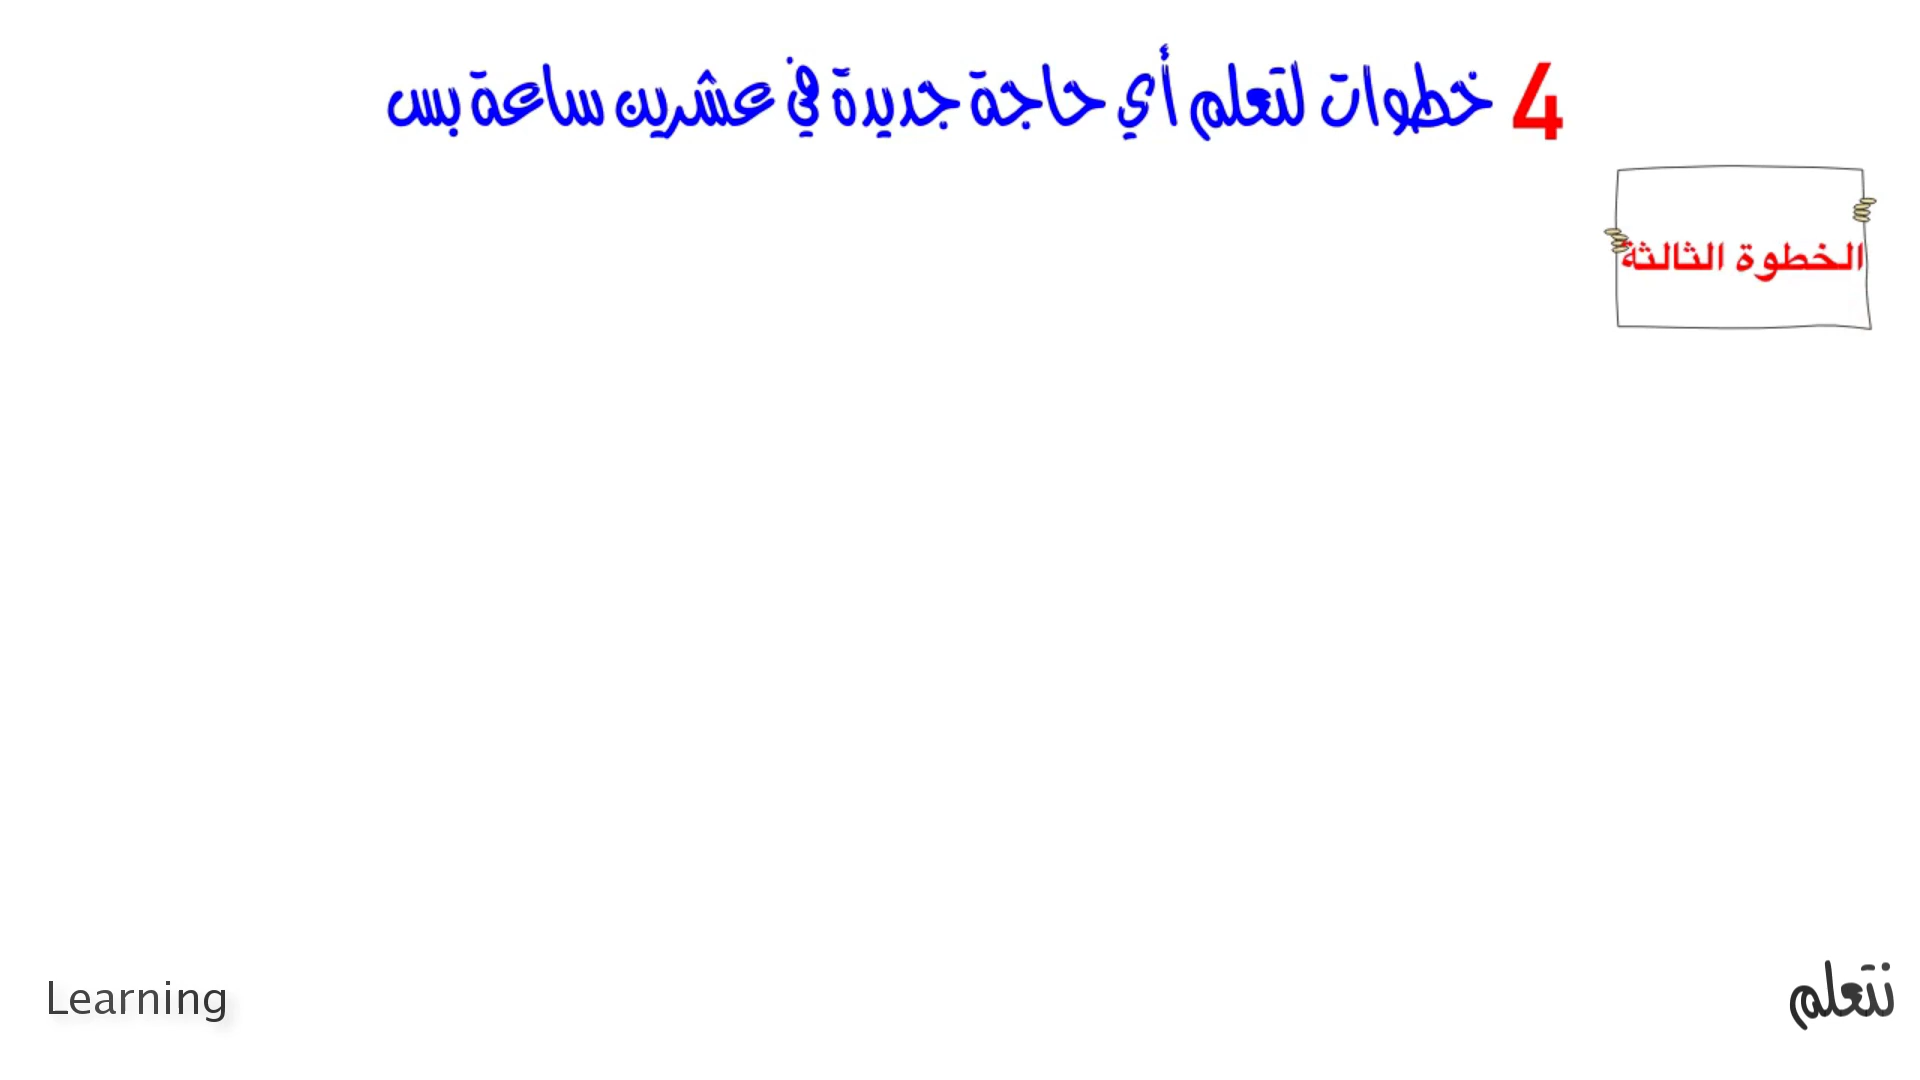 4 خطوات لتعلم أي حاجة جديدة في عشرين ساعة بس
الخطوة الثالثة
Learning
نتعلم